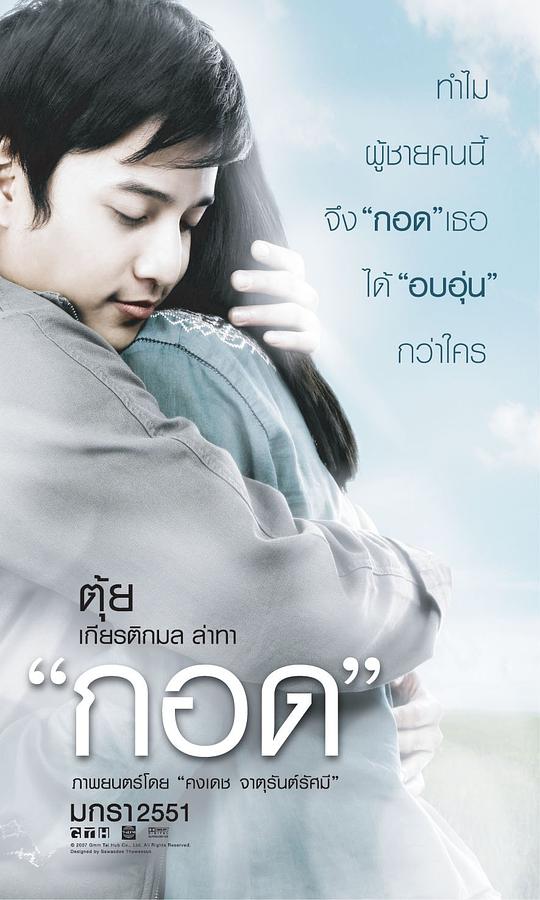 ทำไม
ผู้ชายคนนี้
จึง “กอด” เธอ
ได้ “อบอุ่น”
กว่าใคร
ตุ้ย
เกียรติกมล ล่าทา
“กอด”
ภาพยนตร์โดย “คงเดช จาตุรันต์รัศมี”
มกรา 2551
GTH
© 2007 Gmm Tai Hub Co., Ltd. All Rights Reserved.
Designed by Sawasdee Thaweesook